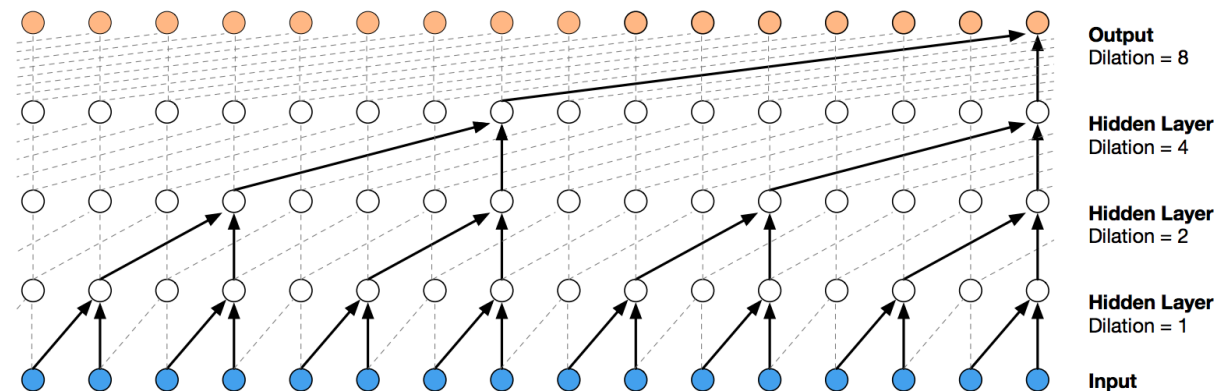 Output
Dilation = 8
Hidden Layer
Dilation = 4
Hidden Layer
Dilation = 2
Hidden Layer
Dilation = 1
Input